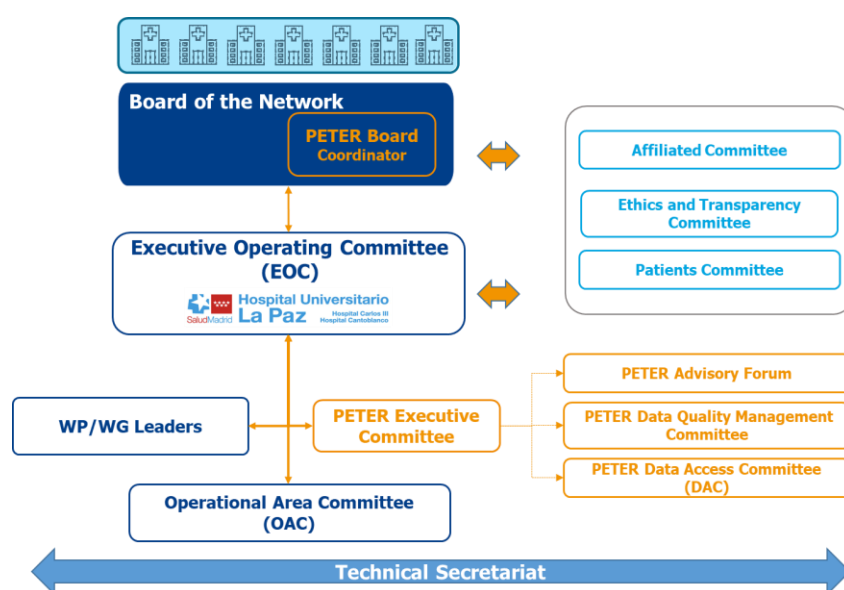 Board of the Network
PETER Board
Coordinator
Affiliated Committee
Ethics and Transparency
Committee
Patients Committee
Executive Operating Committee
(EOC)
SaludMadrid
Hospital Universitario
La Paz
Hospital Carlos III
Hospital Cantoblanco
WP/WG Leaders
PETER Executive
Committee
PETER Advisory Forum
PETER Data Quality Management
Committee
PETER Data Access Committee
(DAC)
Operational Area Committee
(OAC)
Technical Secretariat